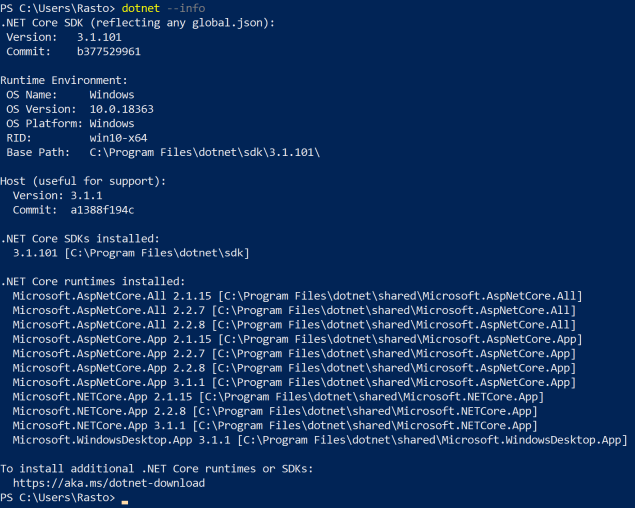 PS C:\Users\Rasto> dotnet --info
.NET Core SDK (reflecting any global.json):
 Version:   3.1.101
 Commit:    b377529961

Runtime Environment:
 OS Name:     Windows
 OS Version:  10.0.18363
 OS Platform: Windows
 RID:         win10-x64
 Base Path:   C:\Program Files\dotnet\sdk\3.1.101\

Host (useful for support):
  Version: 3.1.1
  Commit:  a1388f194c

.NET Core SDKs installed:
  3.1.101 [C:\Program Files\dotnet\sdk]

.NET Core runtimes installed:
  Microsoft.AspNetCore.All 2.1.15 [C:\Program Files\dotnet\shared\Microsoft.AspNetCore.All]
  Microsoft.AspNetCore.All 2.2.7 [C:\Program Files\dotnet\shared\Microsoft.AspNetCore.All]
  Microsoft.AspNetCore.All 2.2.8 [C:\Program Files\dotnet\shared\Microsoft.AspNetCore.All]
  Microsoft.AspNetCore.App 2.1.15 [C:\Program Files\dotnet\shared\Microsoft.AspNetCore.App]
  Microsoft.AspNetCore.App 2.2.7 [C:\Program Files\dotnet\shared\Microsoft.AspNetCore.App]
  Microsoft.AspNetCore.App 2.2.8 [C:\Program Files\dotnet\shared\Microsoft.AspNetCore.App]
  Microsoft.AspNetCore.App 3.1.1 [C:\Program Files\dotnet\shared\Microsoft.AspNetCore.App]
  Microsoft.NETCore.App 2.1.15 [C:\Program Files\dotnet\shared\Microsoft.NETCore.App]
  Microsoft.NETCore.App 2.2.8 [C:\Program Files\dotnet\shared\Microsoft.NETCore.App]
  Microsoft.NETCore.App 3.1.1 [C:\Program Files\dotnet\shared\Microsoft.NETCore.App]
  Microsoft.WindowsDesktop.App 3.1.1 [C:\Program Files\dotnet\shared\Microsoft.WindowsDesktop.App]

To install additional .NET Core runtimes or SDKs:
  https://aka.ms/dotnet-download
PS C:\Users\Rasto>